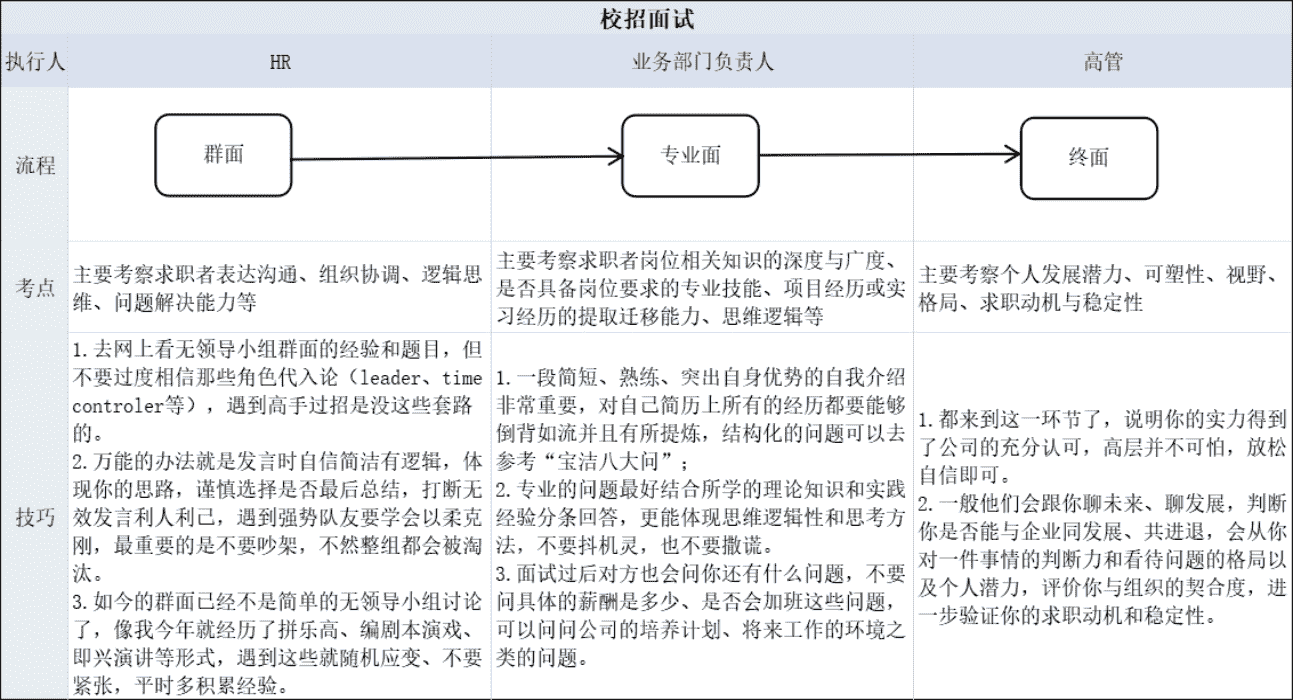 校招面试
执行人
HR
业务部门负责人
高管
流程
群面
专业面
终面
考点
主要考察求职者表达沟通、组织协调、逻辑思
维、问题解决能力等
主要考察求职者岗位相关知识的深度与广度、
是否具备岗位要求的专业技能、项目经历或实
习经历的提取迁移能力、思维逻辑等
主要考察个人发展潜力、可塑性、视野、
格局、求职动机与稳定性
技巧
1.去网上看无领导小组群面的经验和题目，但
不要过度相信那些角色代入论（leader、time
controler等），遇到高手过招是没这些套路
的。
2.万能的办法就是发言时自信简洁有逻辑，体
现你的思路，谨慎选择是否最后总结，打断无
效发言利人利己，遇到强势队友要学会以柔克
刚，最重要的是不要吵架，不然整组都会被淘
汰。
3.如今的群面已经不是简单的无领导小组讨论
了，像我今年就经历了拼乐高、编剧本演戏、
即兴演讲等形式，遇到这些就随机应变、不要
紧张，平时多积累经验。
1.一段简短、熟练、突出自身优势的自我介绍
非常重要，对自己简历上所有的经历都要能够
倒背如流并且有所提炼，结构化的问题可以去
参考“宝洁八大问”；
2.专业的问题最好结合所学的理论知识和实践
经验分条回答，更能体现思维逻辑性和思考方
法，不要抖机灵，也不要撒谎。
3.面试过后对方也会问你还有什么问题，不要
问具体的薪酬是多少、是否会加班这些问题，
可以问问公司的培养计划、将来工作的环境之
类的问题。
1.都来到这一环节了，说明你的实力得到
了公司的充分认可，高层并不可怕，放松
自信即可。
2.一般他们会跟你聊未来、聊发展，判断
你是否能与企业同发展、共进退，会从你
对一件事情的判断力和看待问题的格局以
及个人潜力，评价你与组织的契合度，进
一步验证你的求职动机和稳定性。